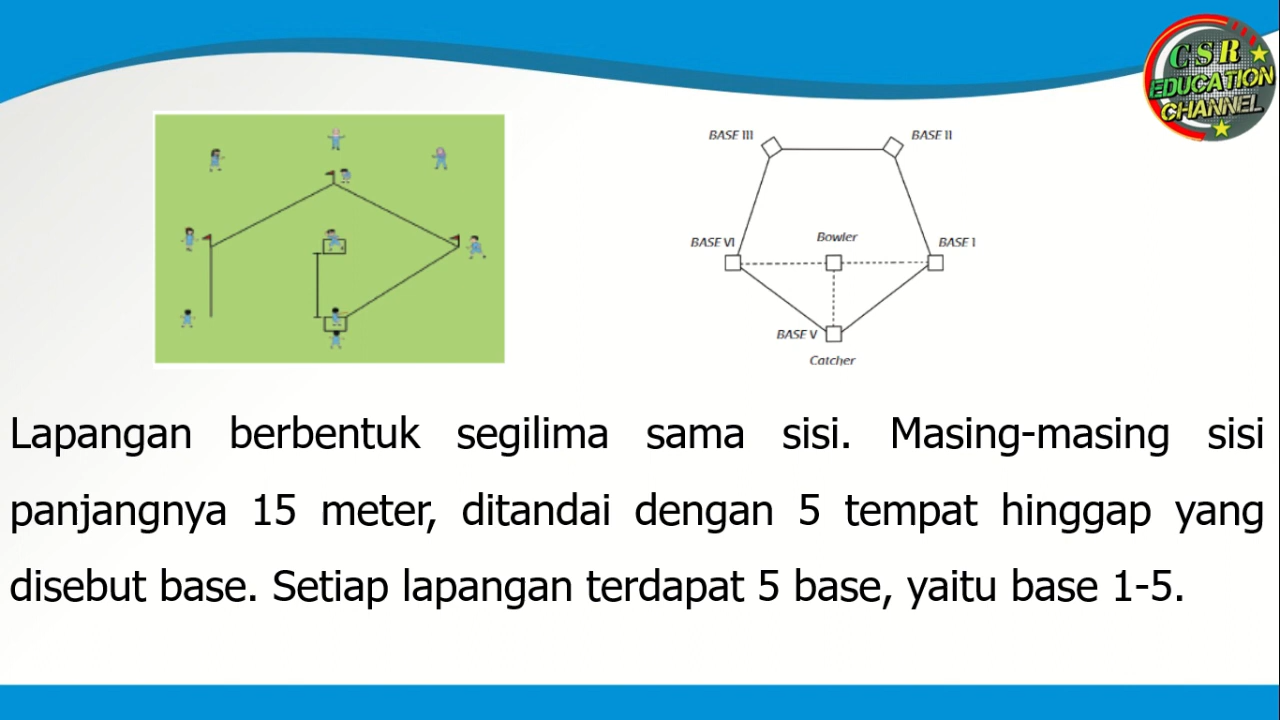 CSR
EDUCATION
CHANNEL
BASE III
BASE II
BASE VI
Bowler
BASE I
BASE V
Catcher
Lapangan berbentuk segilima sama sisi. Masing-masing sisi
panjangnya 15 meter, ditandai dengan 5 tempat hinggap yang
disebut base. Setiap lapangan terdapat 5 base, yaitu base 1-5.